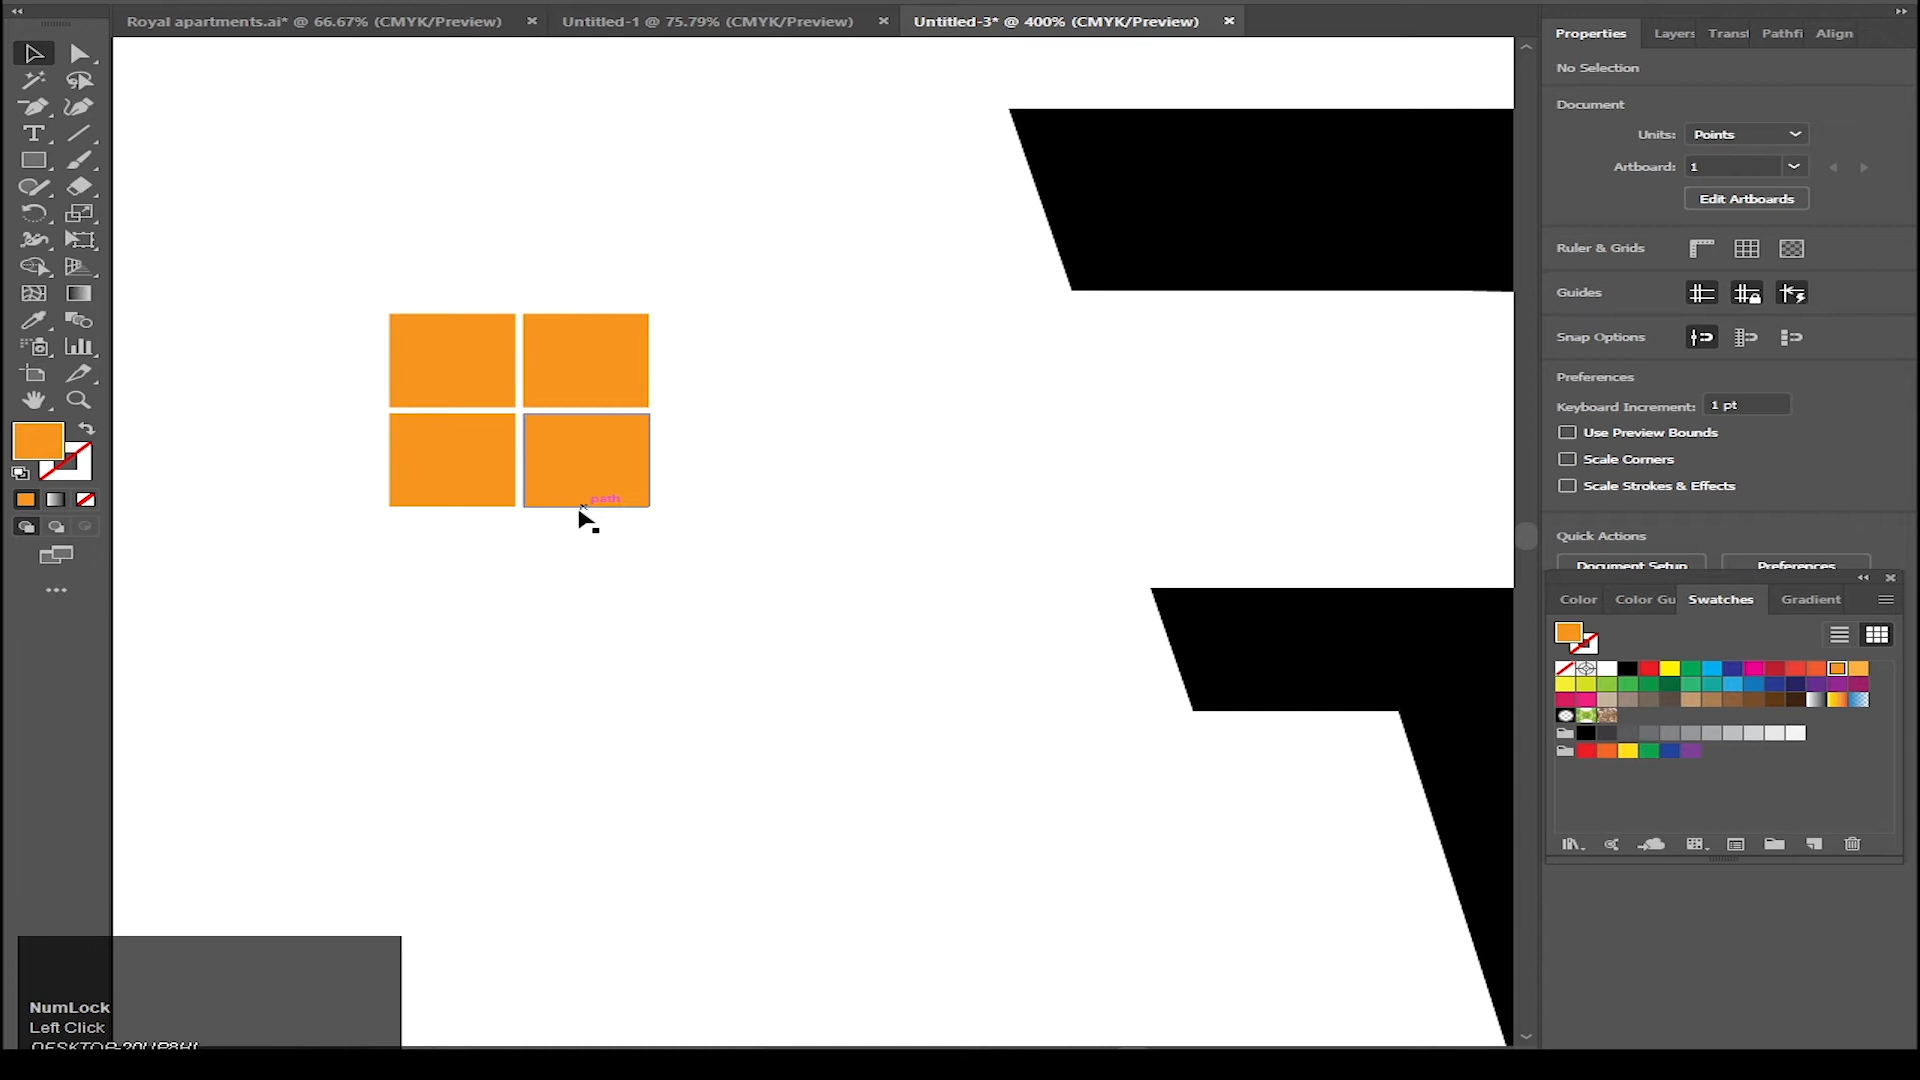 Royal apartments.ai* @ 66.67% (CMYK/Preview)
Untitled-1 @ 75.79% (CMYK/Preview)
Untitled-3* @ 400% (CMYK/Preview)
Properties
Layers
Transf
Pathfi
Align
No Selection
Document
Units: Points
Artboard: 1
Edit Artboards
Ruler & Grids
Guides
Snap Options
Preferences
Keyboard Increment: 1 pt
Use Preview Bounds
Scale Corners
Scale Strokes & Effects
Quick Actions
Document Setup
Preferences
Color
Color Gu
Swatches
Gradient
path
NumLock
Left Click